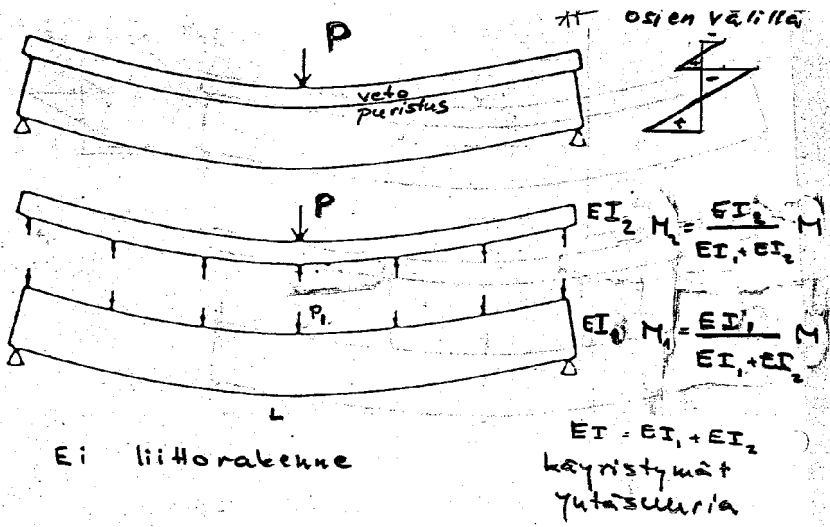 osien välillä
P
veto
puristus
-
+
-
+
P
EI₂ M₂ = EI₂ / (EI₁ + EI₂) M
P₁
EI₁ M₁ = EI₁ / (EI₁ + EI₂) M
L
Ei liittorakenne
EI = EI₁ + EI₂
käyristymät
yhtäsuuria